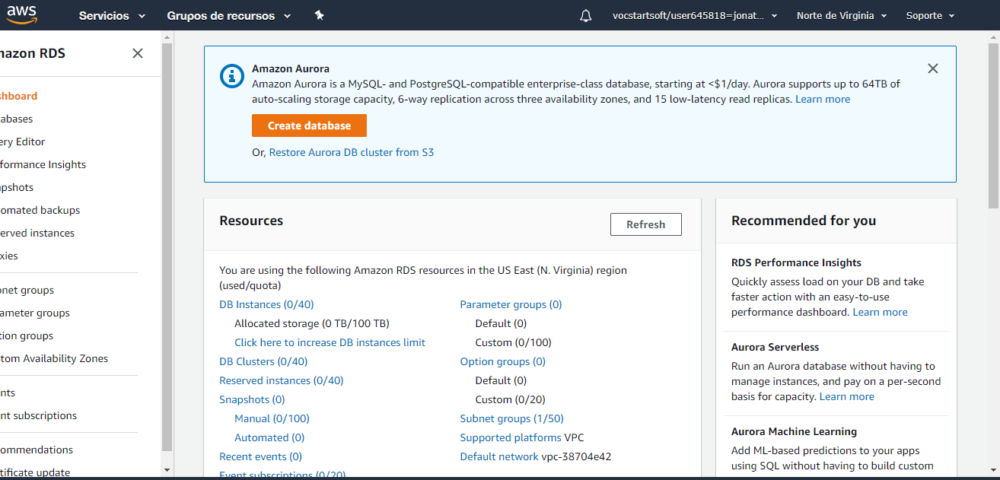 aws
Servicios
Grupos de recursos
vocstartsoft/user645818=jonat...
Norte de Virginia
Soporte
nazon RDS
shboard
abases
ery Editor
formance Insights
pshots
omated backups
erved instances
xies
onet groups
ameter groups
tion groups
tom Availability Zones
nts
nt subscriptions
ommendations
tificate update
Amazon Aurora
Amazon Aurora is a MySQL- and PostgreSQL-compatible enterprise-class database, starting at <$1/day. Aurora supports up to 64TB of
auto-scaling storage capacity, 6-way replication across three availability zones, and 15 low-latency read replicas. Learn more
Create database
Or, Restore Aurora DB cluster from S3
Resources
Refresh
You are using the following Amazon RDS resources in the US East (N. Virginia) region
(used/quota)
DB Instances (0/40)
Allocated storage (0 TB/100 TB)
Click here to increase DB instances limit
DB Clusters (0/40)
Reserved instances (0/40)
Snapshots (0)
Manual (0/100)
Automated (0)
Recent events (0)
Event subscriptions (0/20)
Parameter groups (0)
Default (0)
Custom (0/100)
Option groups (0)
Default (0)
Custom (0/20)
Subnet groups (1/50)
Supported platforms VPC
Default network vpc-38704e42
Recommended for you
RDS Performance Insights
Quickly assess load on your DB and take
faster action with an easy-to-use
performance dashboard. Learn more
Aurora Serverless
Run an Aurora database without having to
manage instances, and pay on a per-second
basis for capacity. Learn more
Aurora Machine Learning
Add ML-based predictions to your apps
using SQL without having to build custom